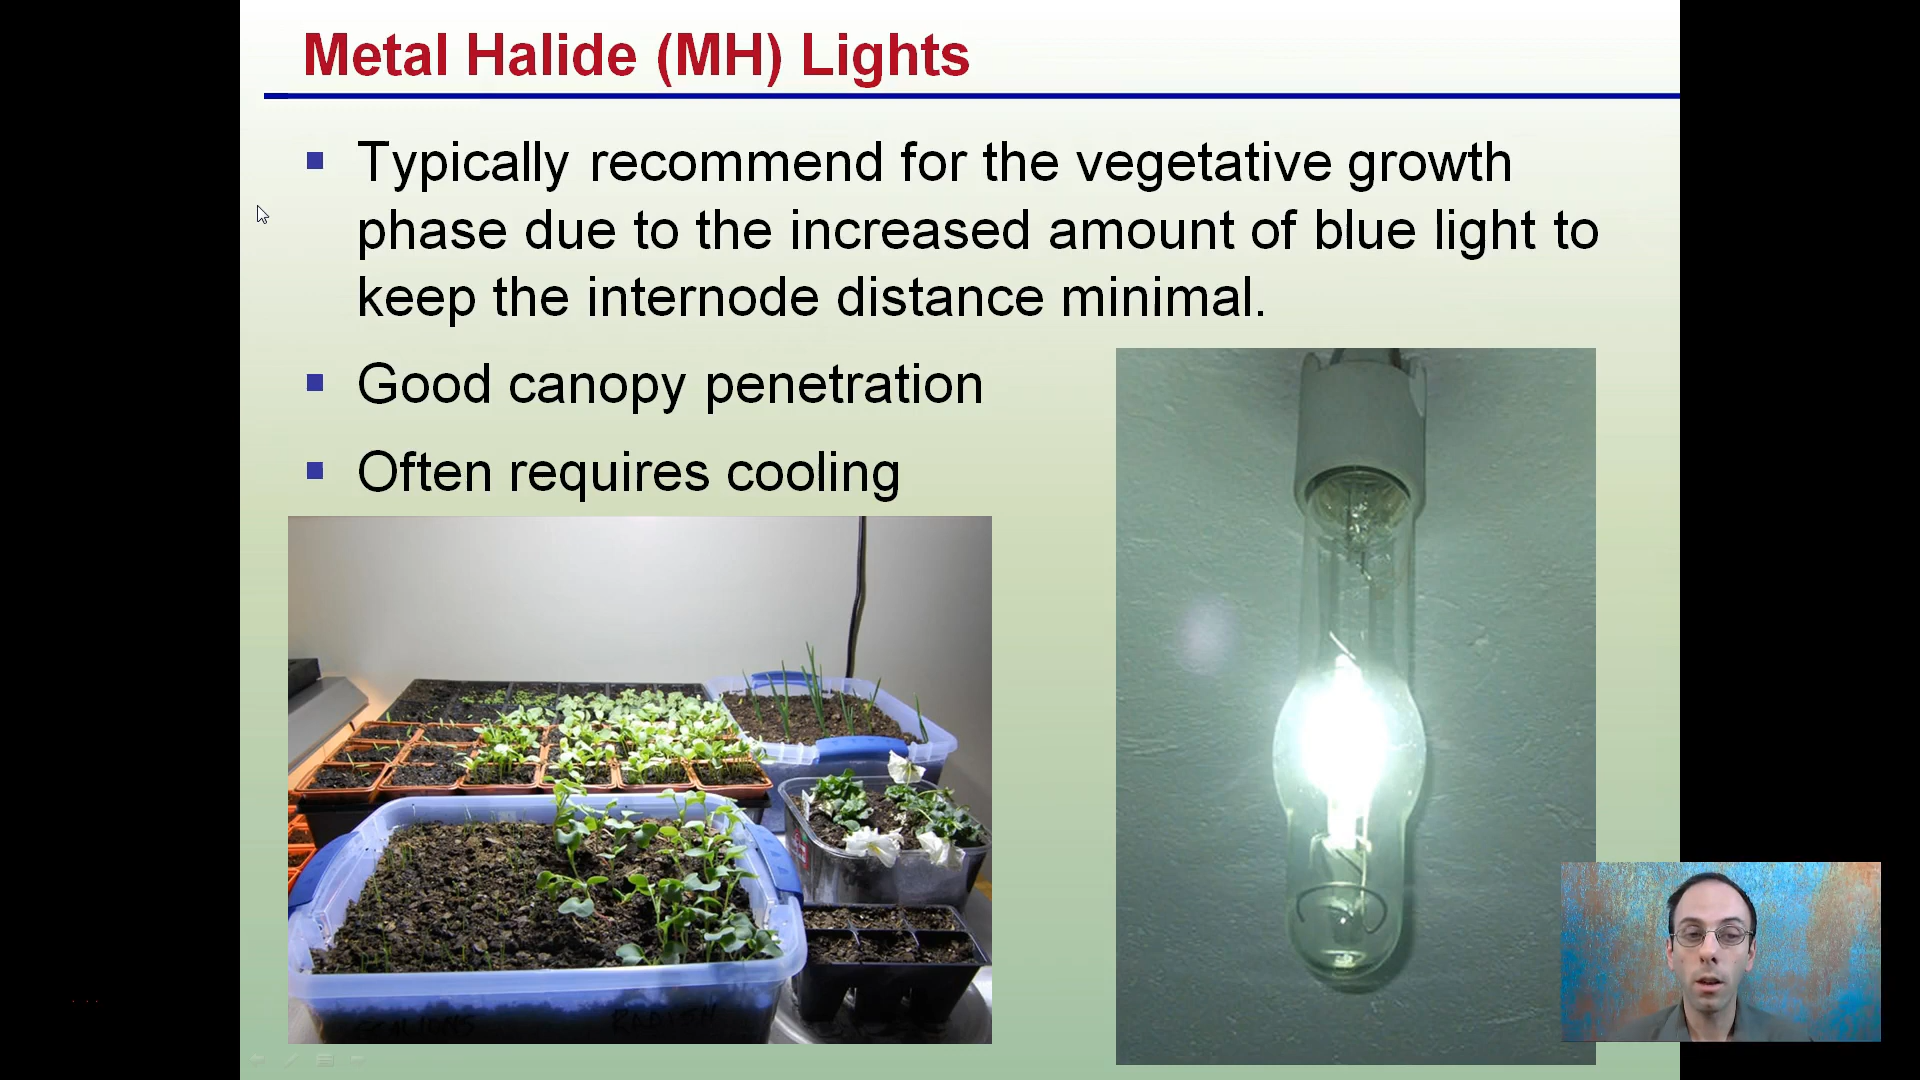 Metal Halide (MH) Lights
Typically recommend for the vegetative growth
phase due to the increased amount of blue light to
keep the internode distance minimal.
Good canopy penetration
Often requires cooling
RADISH